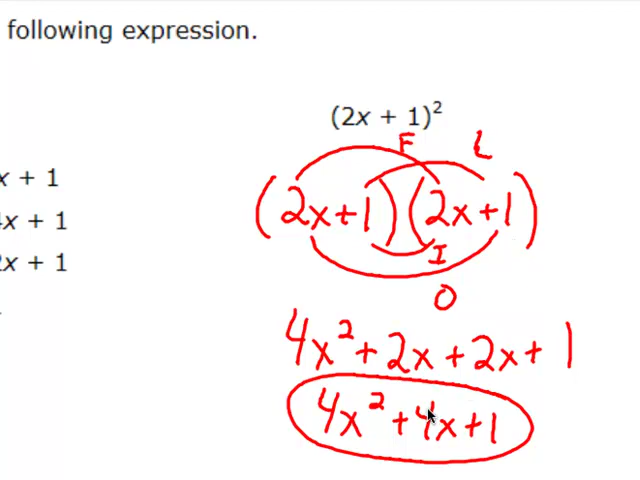 following expression.
(2x + 1)²
F L
x + 1
(2x+1)(2x+1)
4x + 1
2x + 1
I
O
4x² + 2x + 2x + 1
4x² + 4x + 1